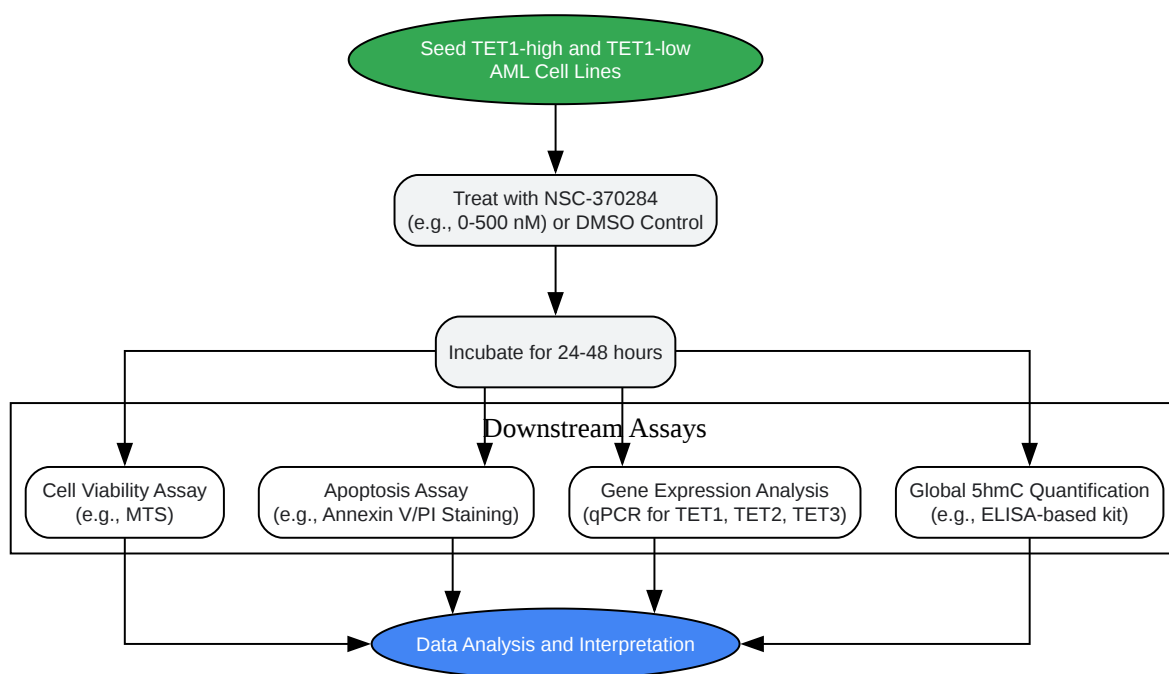 Seed TET1-high and TET1-low
AML Cell Lines
Treat with NSC-370284
(e.g., 0-500 nM) or DMSO Control
Incubate for 24-48 hours
Downstream Assays
Cell Viability Assay
(e.g., MTS)
Apoptosis Assay
(e.g., Annexin V/PI Staining)
Gene Expression Analysis
(qPCR for TET1, TET2, TET3)
Global 5hmC Quantification
(e.g., ELISA-based kit)
Data Analysis and Interpretation